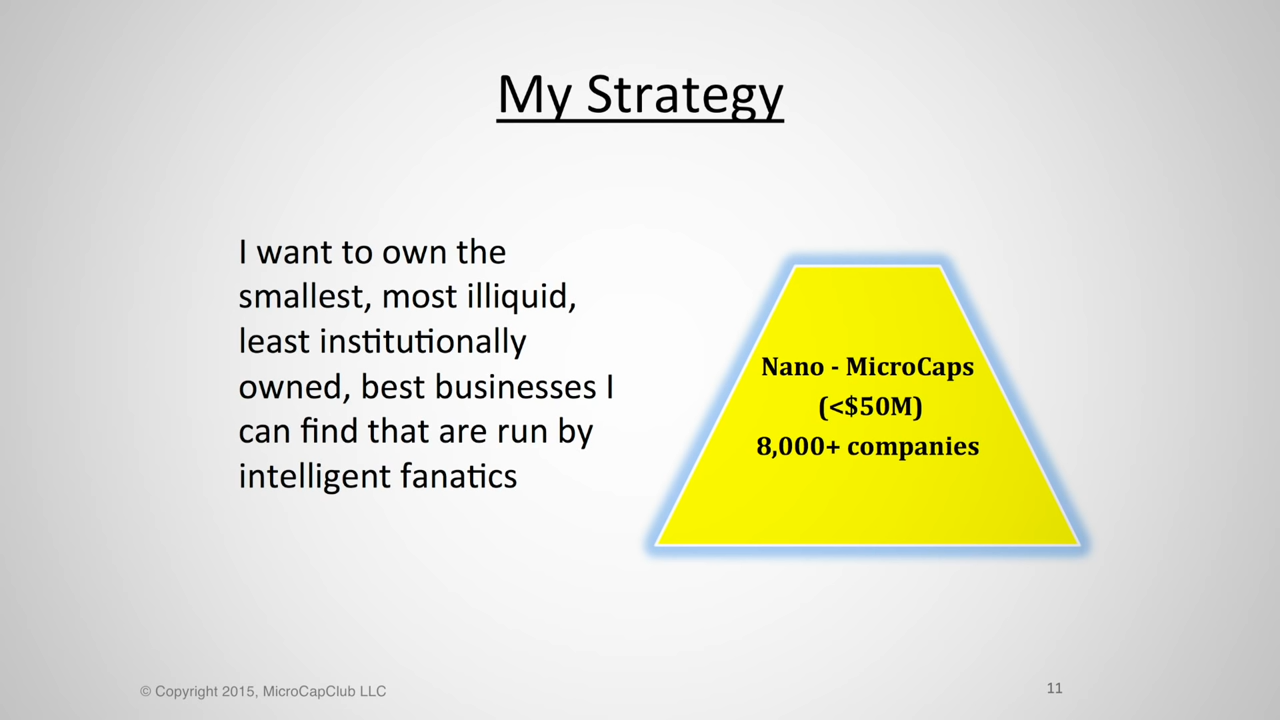 My Strategy
I want to own the
smallest, most illiquid,
least institutionally
owned, best businesses I
can find that are run by
intelligent fanatics
Nano - MicroCaps
(<$50M)
8,000+ companies
© Copyright 2015, MicroCapClub LLC
11